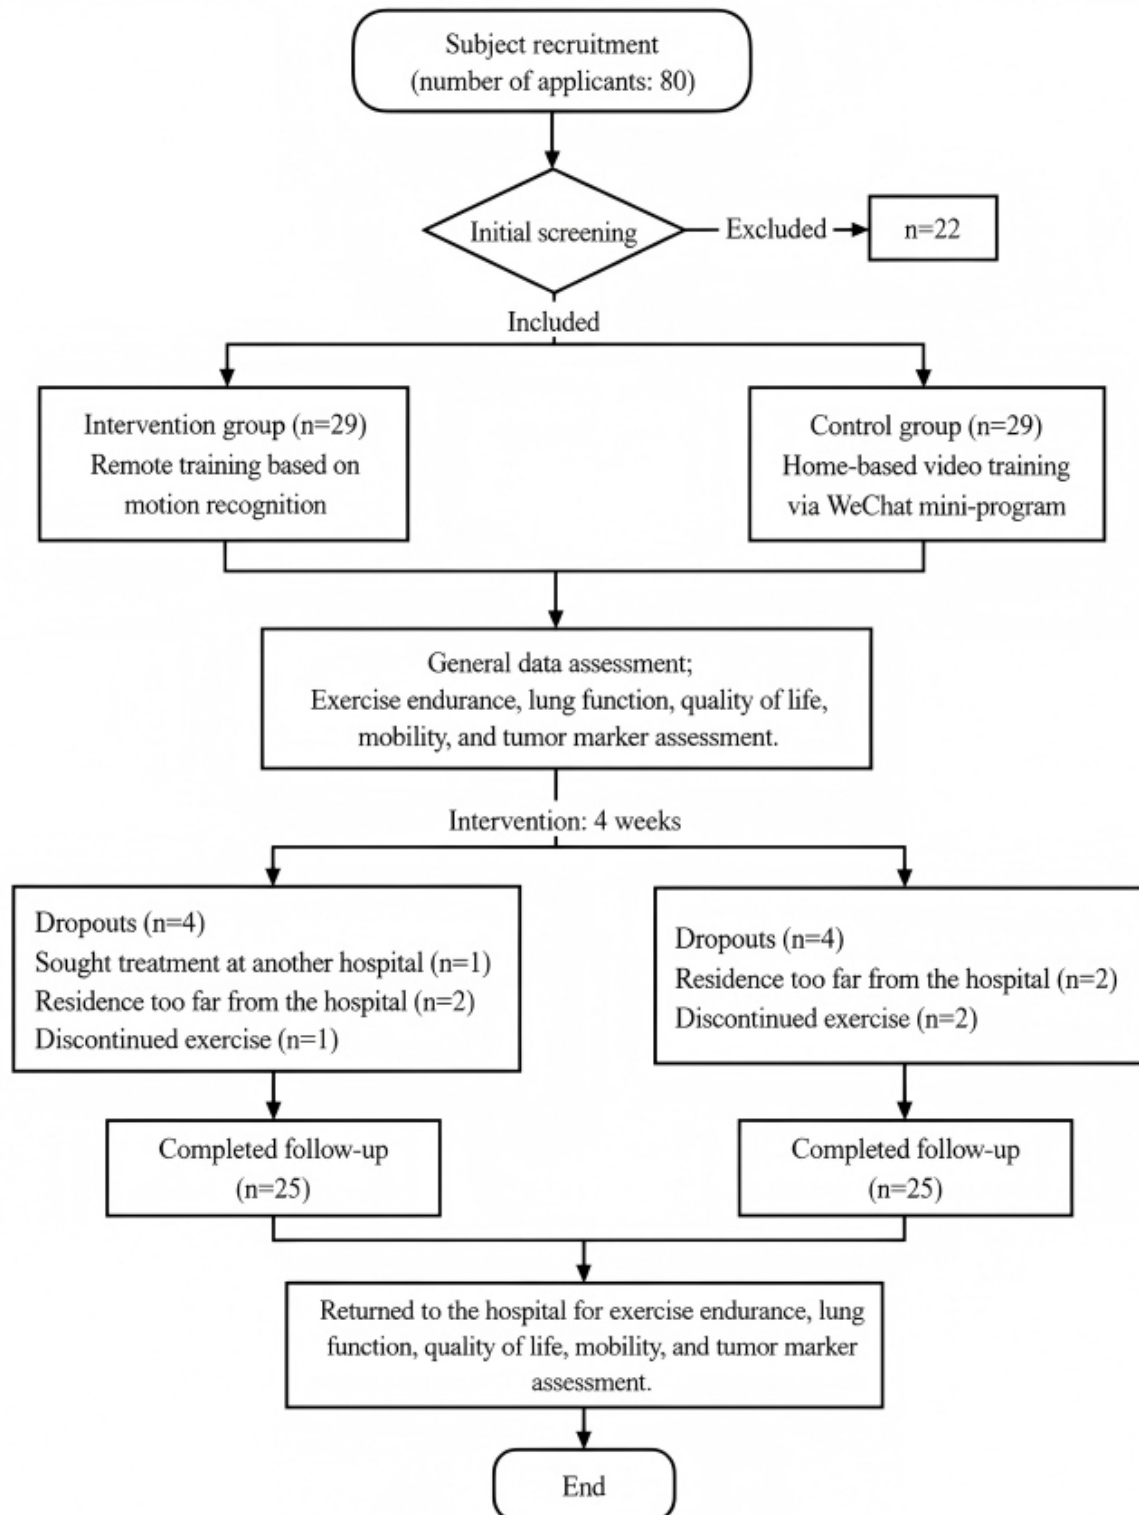 Subject recruitment
(number of applicants: 80)
Initial screening
Excluded
n=22
Included
Intervention group (n=29)
Remote training based on
motion recognition
Control group (n=29)
Home-based video training
via WeChat mini-program
General data assessment;
Exercise endurance, lung function, quality of life,
mobility, and tumor marker assessment.
Intervention: 4 weeks
Dropouts (n=4)
Sought treatment at another hospital (n=1)
Residence too far from the hospital (n=2)
Discontinued exercise (n=1)
Dropouts (n=4)
Residence too far from the hospital (n=2)
Discontinued exercise (n=2)
Completed follow-up
(n=25)
Completed follow-up
(n=25)
Returned to the hospital for exercise endurance, lung
function, quality of life, mobility, and tumor marker
assessment.
End